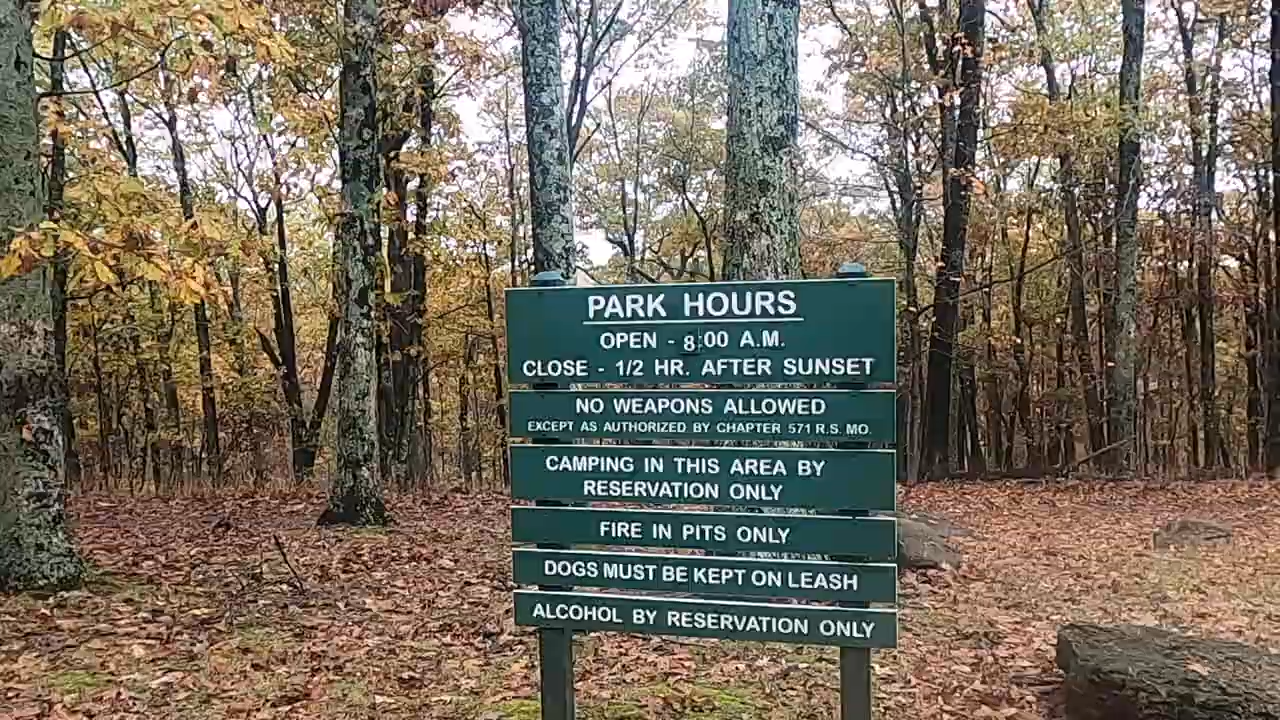 PARK HOURS
OPEN - 8:00 A.M.
CLOSE - 1/2 HR. AFTER SUNSET
NO WEAPONS ALLOWED
EXCEPT AS AUTHORIZED BY CHAPTER 571 R.S. MO.
CAMPING IN THIS AREA BY
RESERVATION ONLY
FIRE IN PITS ONLY
DOGS MUST BE KEPT ON LEASH
ALCOHOL BY RESERVATION ONLY